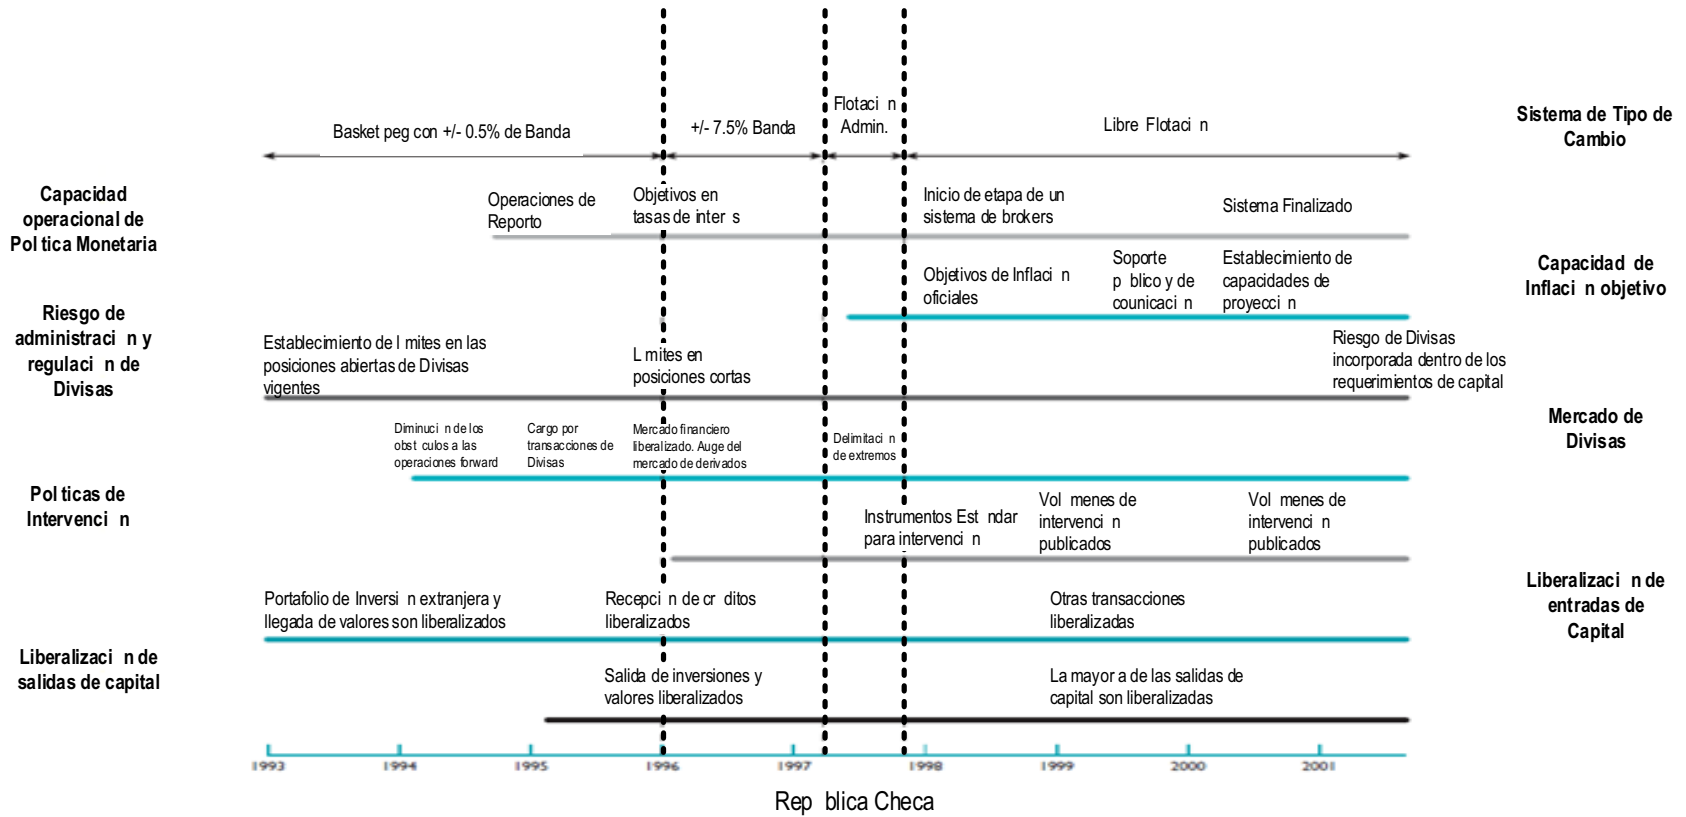 Flotaci n
Admin.
Basket peg con +/- 0.5% de Banda
+/- 7.5% Banda
Libre Flotaci n
Sistema de Tipo de
Cambio
Capacidad
operacional de
Pol tica Monetaria
Operaciones de
Reporto
Objetivos en
tasas de inter s
Inicio de etapa de un
sistema de brokers
Sistema Finalizado
Objetivos de Inflaci n
oficiales
Soporte
p blico y de
counicaci n
Establecimiento de
capacidades de
proyecci n
Capacidad de
Inflaci n objetivo
Riesgo de
administraci n y
regulaci n de
Divisas
Establecimiento de l mites en las
posiciones abiertas de Divisas
vigentes
L mites en
posiciones cortas
Riesgo de Divisas
incorporada dentro de los
requerimientos de capital
Diminuci n de los
obst culos a las
operaciones forward
Cargo por
transacciones de
Divisas
Mercado financiero
liberalizado. Auge del
mercado de derivados
Delimitaci n
de extremos
Mercado de
Divisas
Pol ticas de
Intervenci n
Instrumentos Est ndar
para intervenci n
Vol menes de
intervenci n
publicados
Vol menes de
intervenci n
publicados
Portafolio de Inversi n extranjera y
llegada de valores son liberalizados
Recepci n de cr ditos
liberalizados
Otras transacciones
liberalizadas
Liberalizaci n de
entradas de
Capital
Liberalizaci n de
salidas de capital
Salida de inversiones y
valores liberalizados
La mayor a de las salidas de
capital son liberalizadas
1993 1994 1995 1996 1997 1998 1999 2000 2001
Rep blica Checa